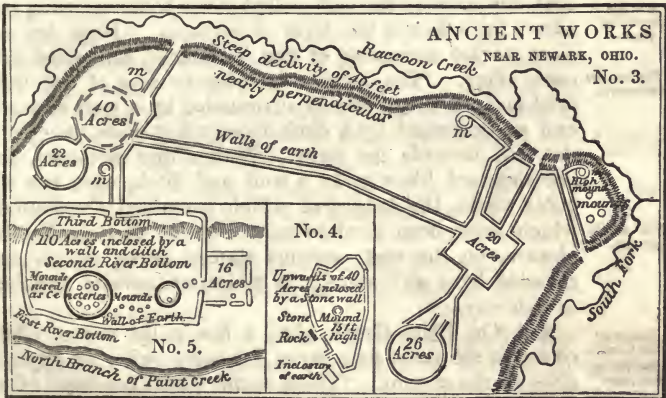 ANCIENT WORKS
NEAR NEWARK, OHIO.
No. 3.
Raccoon Creek
Steep declivity of 40 feet
nearly perpendicular
m
40
Acres
22
Acres
m
Walls of earth
m
High
mound
mounds
20
Acres
26
Acres
South Fork
Third Bottom
110 Acres inclosed by a
wall and ditch
Second River Bottom
Mounds
used
as Ce
meteries
Mounds
Wall of Earth
16
Acres
First River Bottom
No. 5.
North Branch of Paint Creek
No. 4.
Upwards of 40
Acres inclosed
by a Stone wall
Mound
15 ft
high
Stone
Rock
Inclosure
of earth